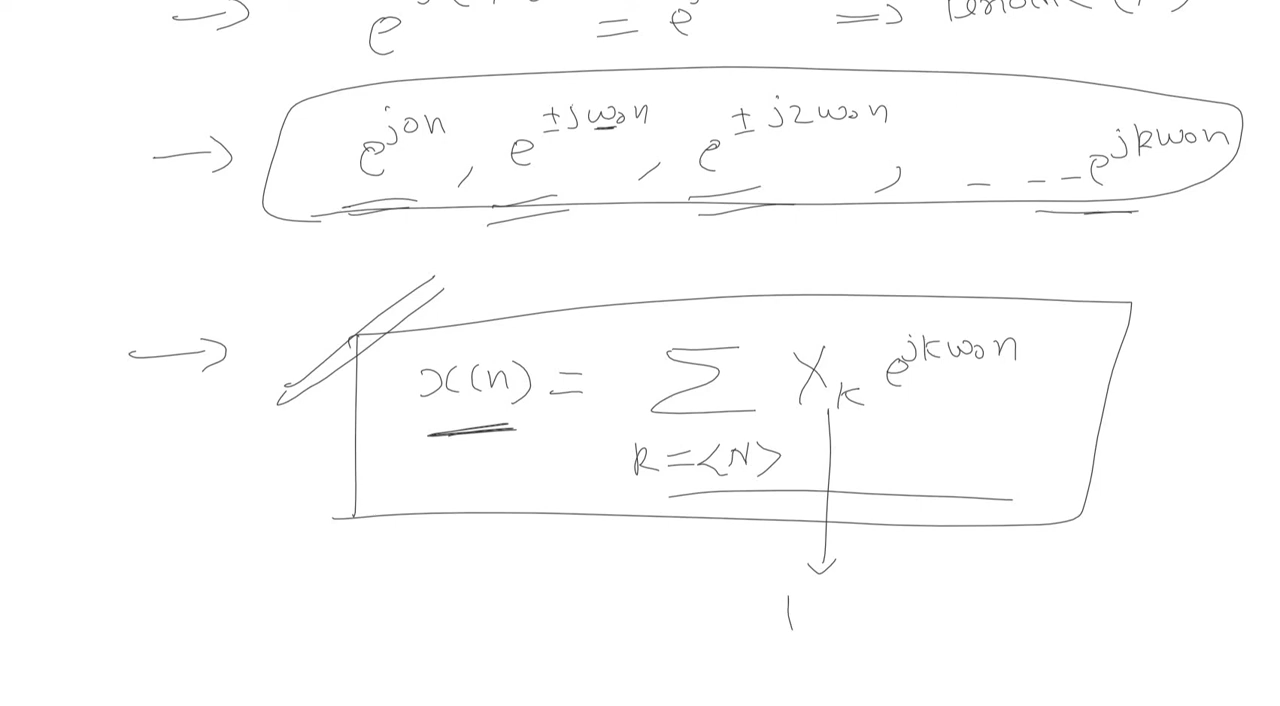 → e = e ⇒
→ e^{j0n}, e^{±jω₀n}, e^{±j2ω₀n}, - - - e^{jkω₀n}
→ x(n) = Σ X_k e^{jkω₀n}
k=<N>